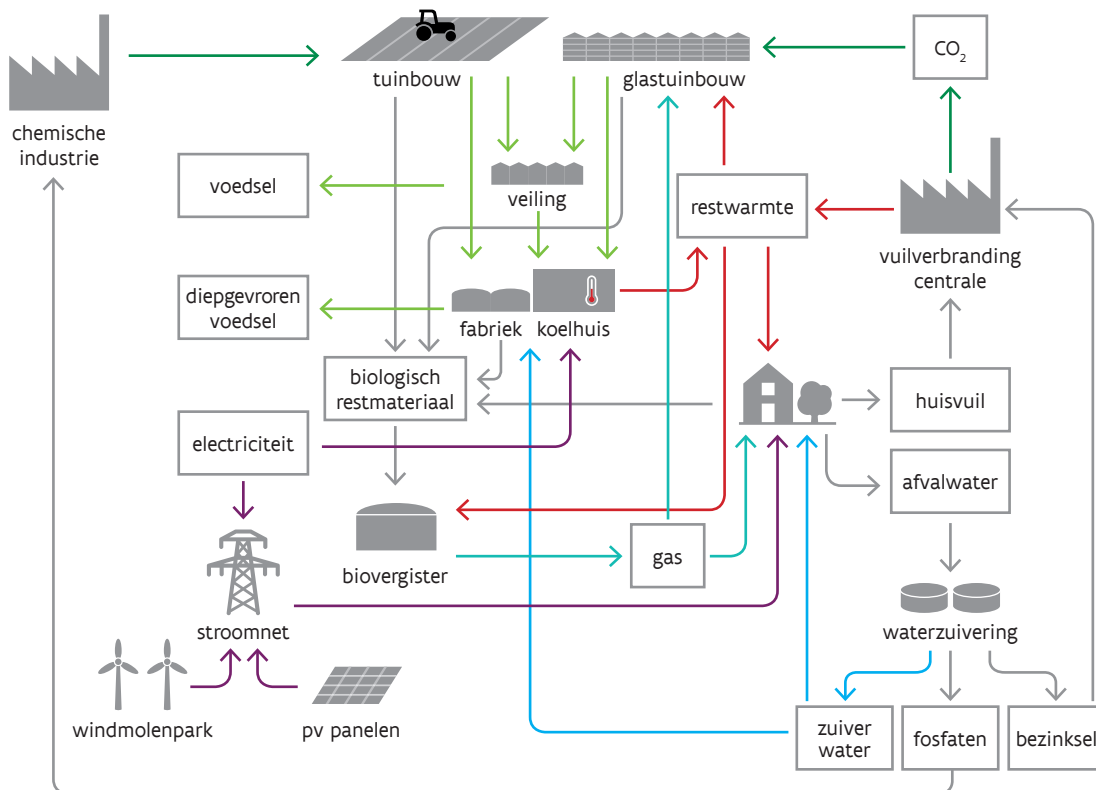 CO₂
tuinbouw
glastuinbouw
chemische
industrie
voedsel
veiling
restwarmte
vuilverbranding
centrale
diepgevroren
voedsel
fabriek
koelhuis
biologisch
restmateriaal
huisvuil
electriciteit
afvalwater
gas
biovergister
stroomnet
waterzuivering
windmolenpark
pv panelen
zuiver
water
fosfaten
bezinksel